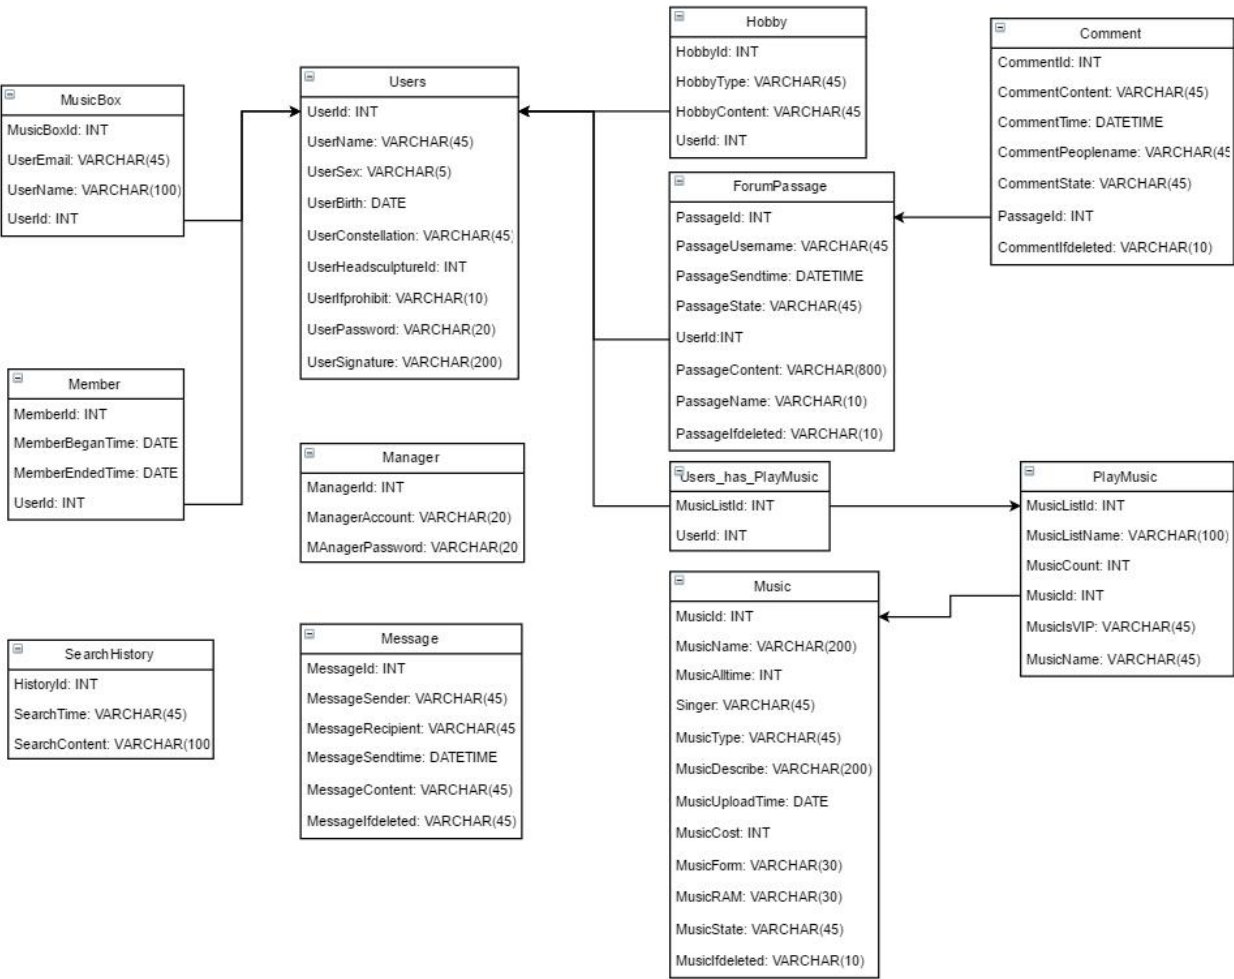 MusicBox
MusicBoxId: INT
UserEmail: VARCHAR(45)
UserName: VARCHAR(100)
UserId: INT
Member
MemberId: INT
MemberBeganTime: DATE
MemberEndedTime: DATE
UserId: INT
SearchHistory
HistoryId: INT
SearchTime: VARCHAR(45)
SearchContent: VARCHAR(100
Users
UserId: INT
UserName: VARCHAR(45)
UserSex: VARCHAR(5)
UserBirth: DATE
UserConstellation: VARCHAR(45)
UserHeadsculptureId: INT
UserIfprohibit: VARCHAR(10)
UserPassword: VARCHAR(20)
UserSignature: VARCHAR(200)
Manager
ManagerId: INT
ManagerAccount: VARCHAR(20)
MAnagerPassword: VARCHAR(20
Message
MessageId: INT
MessageSender: VARCHAR(45)
MessageRecipient: VARCHAR(45
MessageSendtime: DATETIME
MessageContent: VARCHAR(45)
MessageIfdeleted: VARCHAR(45)
Hobby
HobbyId: INT
HobbyType: VARCHAR(45)
HobbyContent: VARCHAR(45
UserId: INT
ForumPassage
PassageId: INT
PassageUsername: VARCHAR(45
PassageSendtime: DATETIME
PassageState: VARCHAR(45)
UserId:INT
PassageContent: VARCHAR(800)
PassageName: VARCHAR(10)
PassageIfdeleted: VARCHAR(10)
Users_has_PlayMusic
MusicListId: INT
UserId: INT
Music
MusicId: INT
MusicName: VARCHAR(200)
MusicAlltime: INT
Singer: VARCHAR(45)
MusicType: VARCHAR(45)
MusicDescribe: VARCHAR(200)
MusicUploadTime: DATE
MusicCost: INT
MusicForm: VARCHAR(30)
MusicRAM: VARCHAR(30)
MusicState: VARCHAR(45)
MusicIfdeleted: VARCHAR(10)
Comment
CommentId: INT
CommentContent: VARCHAR(45)
CommentTime: DATETIME
CommentPeoplename: VARCHAR(45
CommentState: VARCHAR(45)
PassageId: INT
CommentIfdeleted: VARCHAR(10)
PlayMusic
MusicListId: INT
MusicListName: VARCHAR(100)
MusicCount: INT
MusicId: INT
MusicIsVIP: VARCHAR(45)
MusicName: VARCHAR(45)